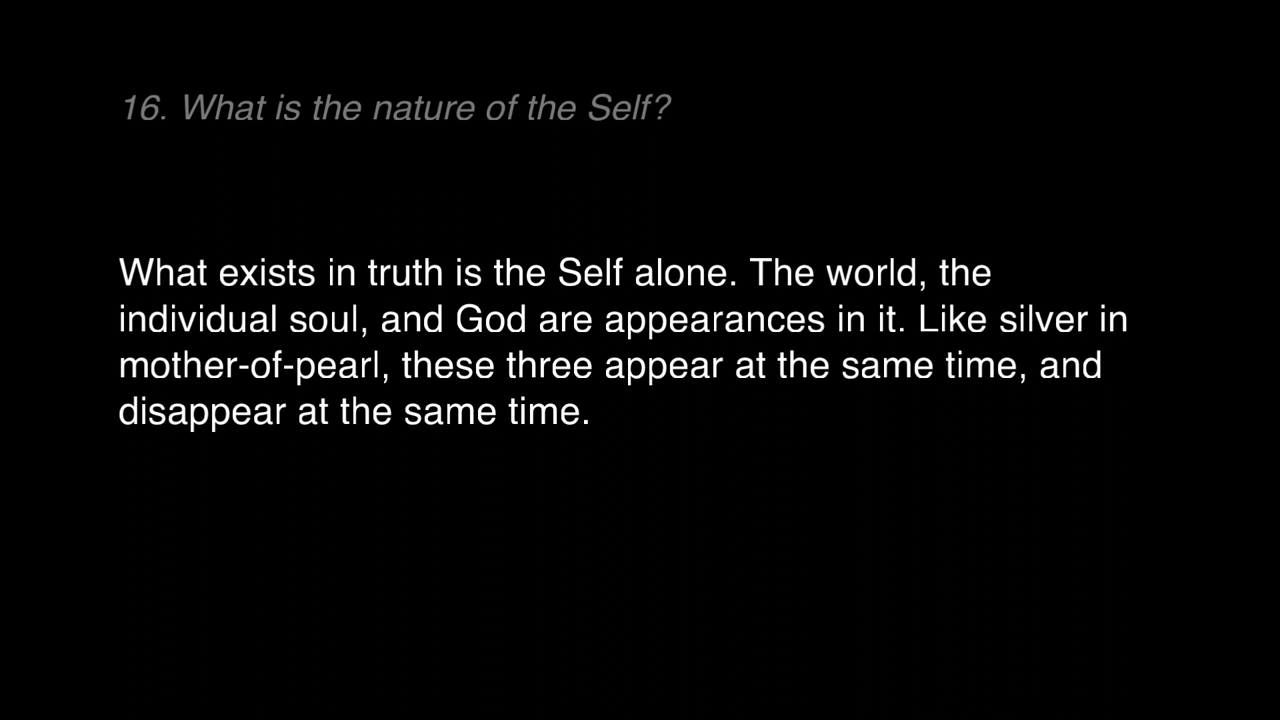 16. What is the nature of the Self?
What exists in truth is the Self alone. The world, the
individual soul, and God are appearances in it. Like silver in
mother-of-pearl, these three appear at the same time, and
disappear at the same time.